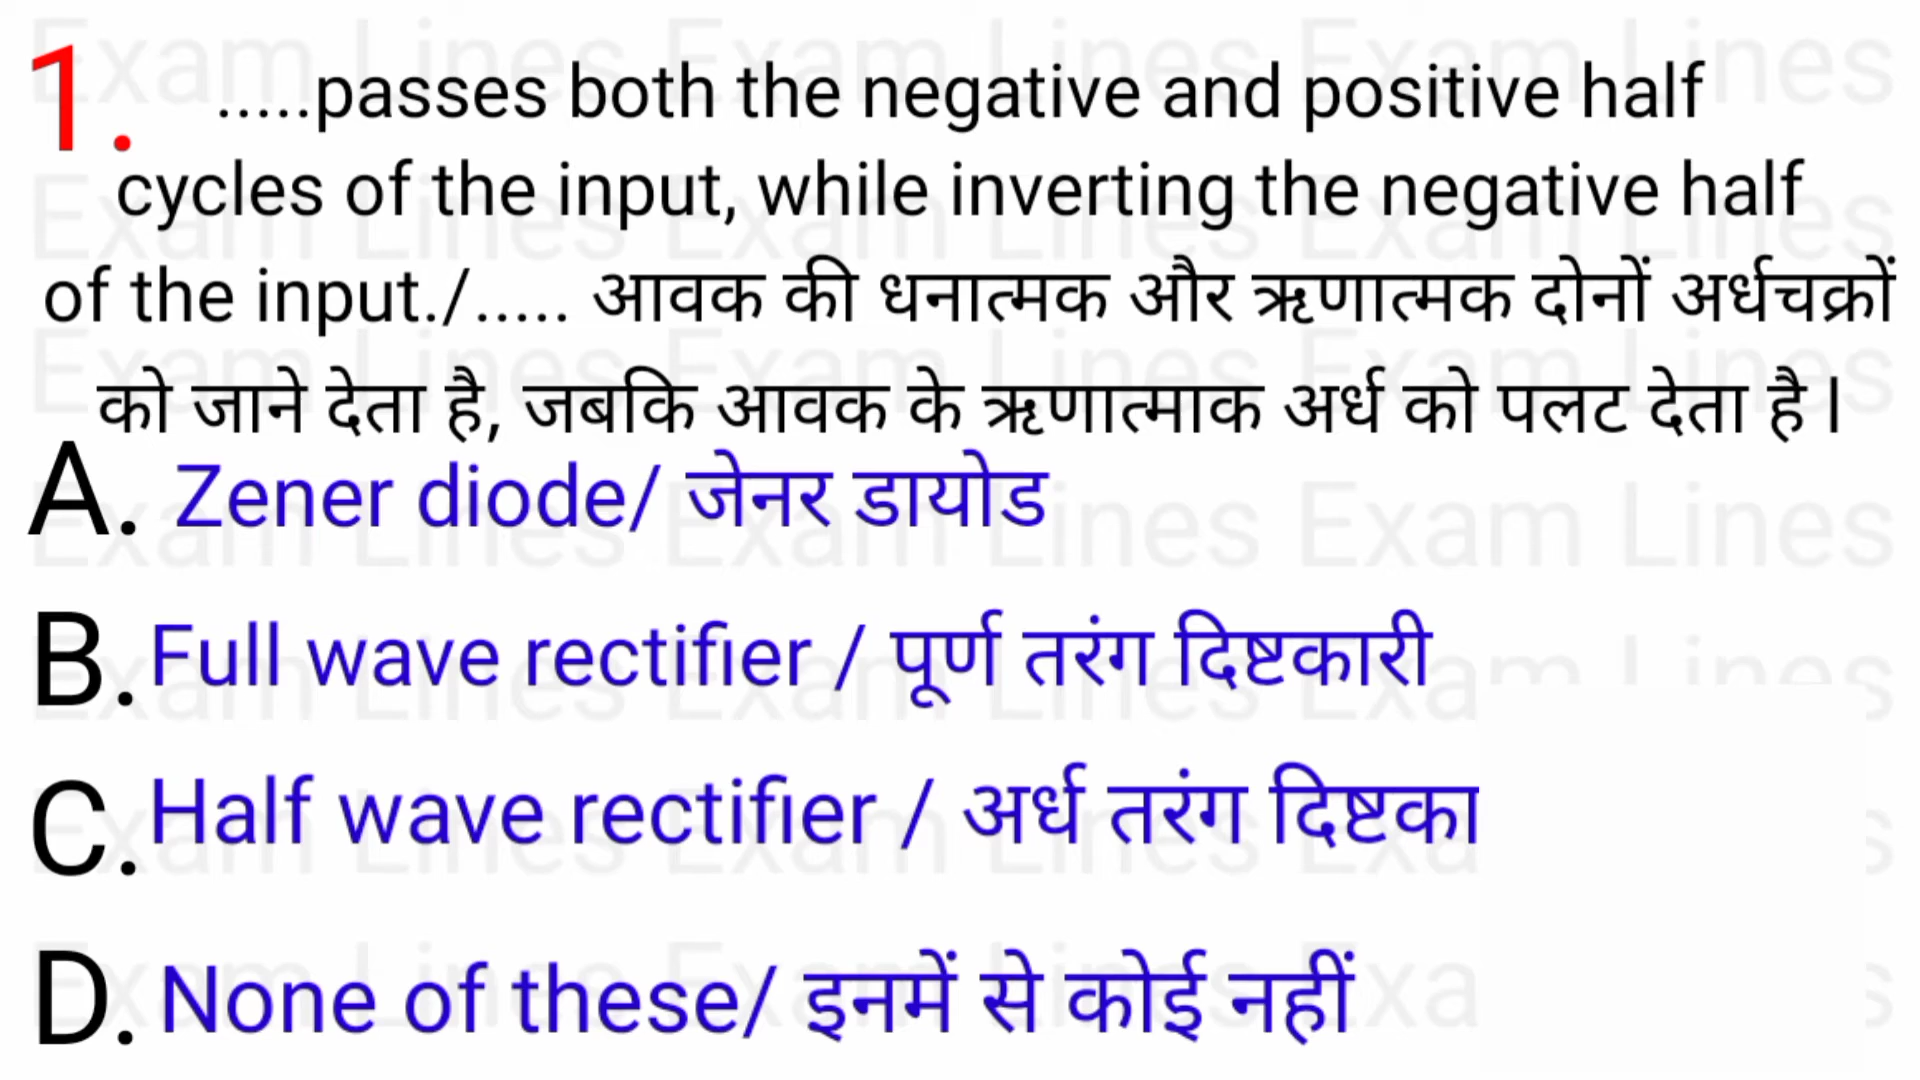 1. .....passes both the negative and positive half
cycles of the input, while inverting the negative half
of the input./..... आवक की धनात्मक और ऋणात्मक दोनों अर्धचक्रों
को जाने देता है, जबकि आवक के ऋणात्माक अर्ध को पलट देता है।
A. Zener diode/ जेनर डायोड
B. Full wave rectifier / पूर्ण तरंग दिष्टकारी
C. Half wave rectifier / अर्ध तरंग दिष्टका
D. None of these/ इनमें से कोई नहीं